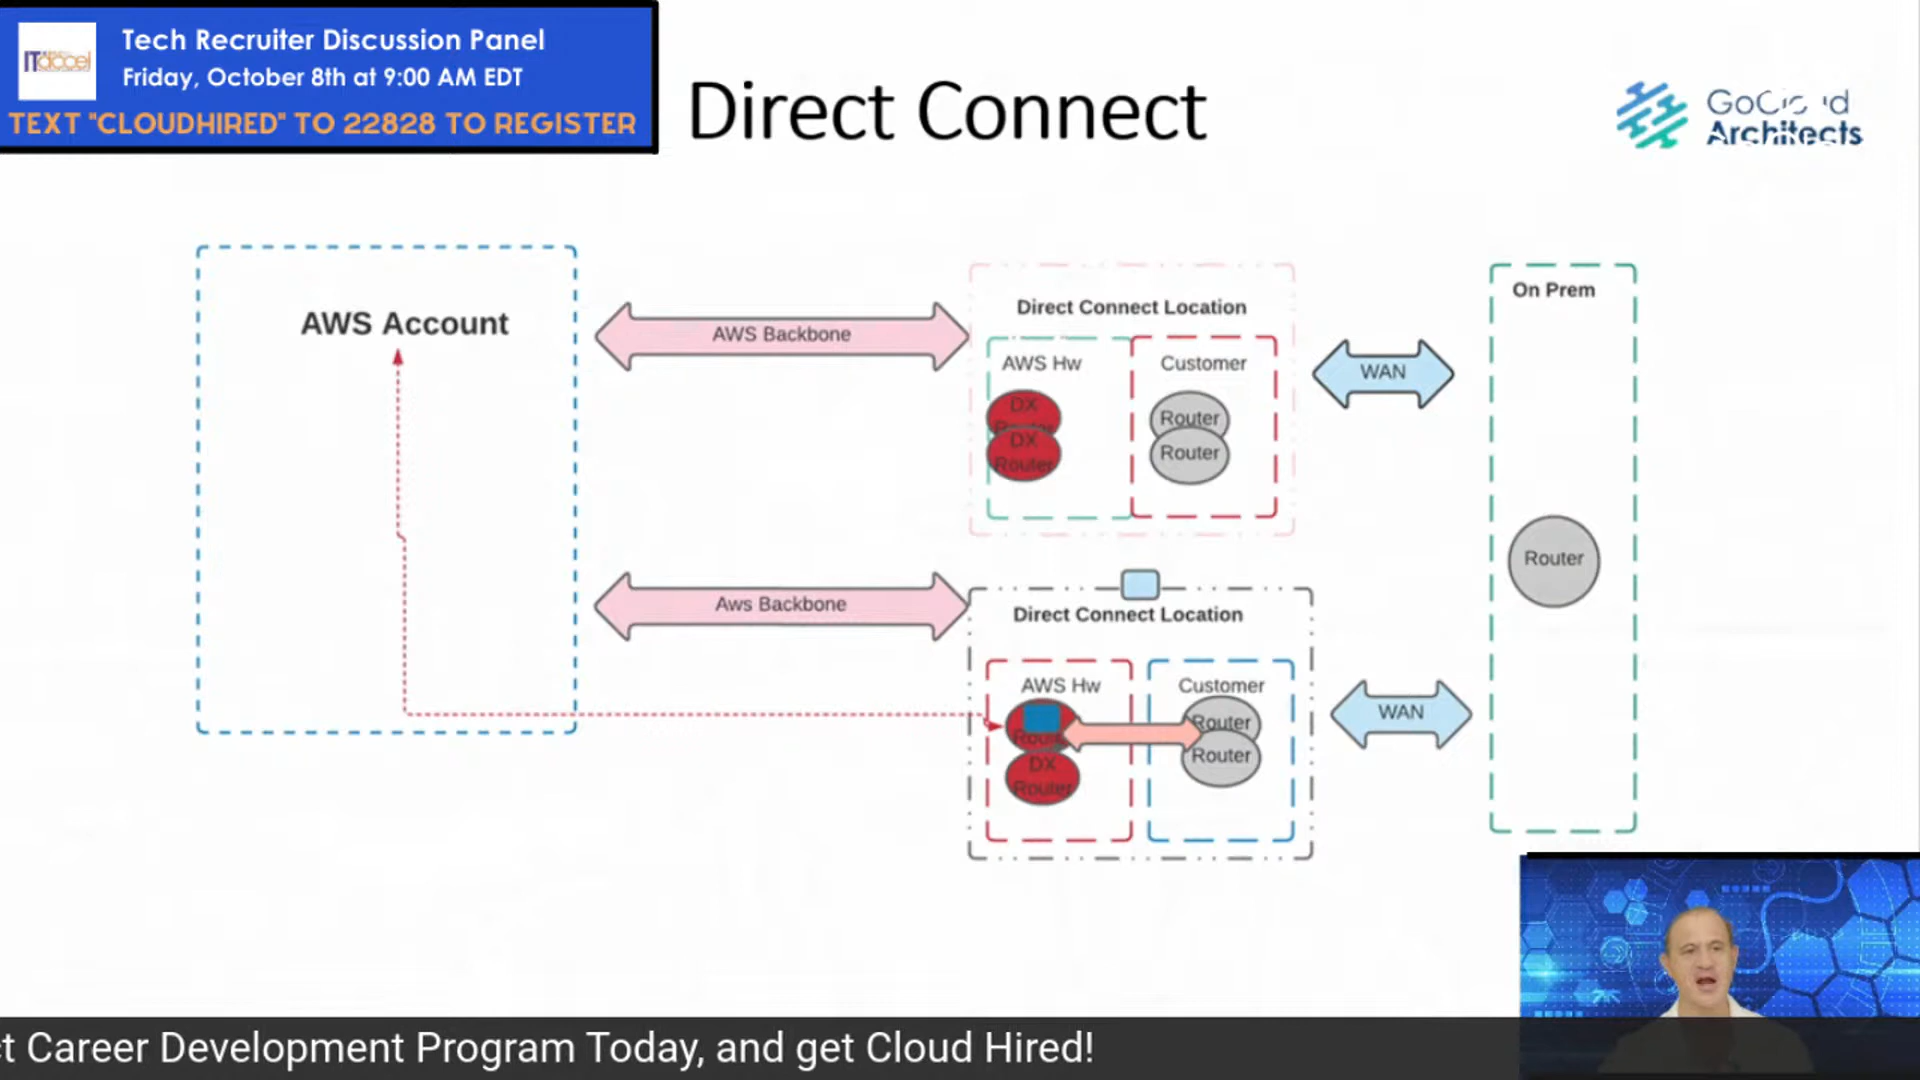 ITaccel
Tech Recruiter Discussion Panel
Friday, October 8th at 9:00 AM EDT
TEXT "CLOUDHIRED" TO 22828 TO REGISTER
Direct Connect
Architects
AWS Account
AWS Backbone
Direct Connect Location
AWS Hw
Customer
DX
DX
Router
Router
Router
WAN
On Prem
Router
Aws Backbone
Direct Connect Location
AWS Hw
Customer
DX
Router
Router
Router
WAN
t Career Development Program Today, and get Cloud Hired!